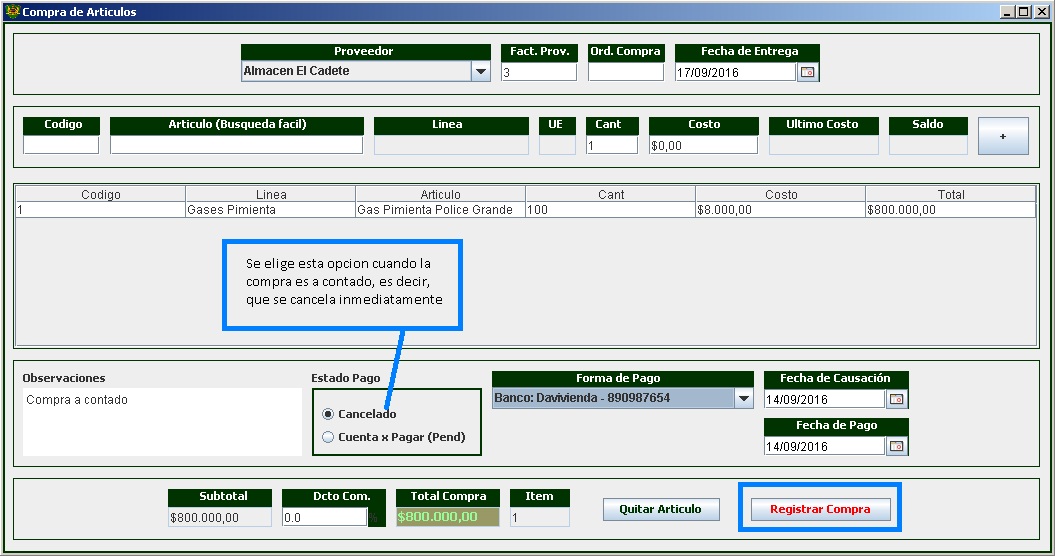 Compra de Articulos
Proveedor Fact. Prov. Ord. Compra Fecha de Entrega
Almacen El Cadete 3 17/09/2016
Codigo Articulo (Busqueda facil) Linea UE Cant Costo Ultimo Costo Saldo
1 $0,00 +
Codigo Linea Articulo Cant Costo Total
1 Gases Pimienta Gas Pimienta Police Grande 100 $8.000,00 $800.000,00
Se elige esta opcion cuando la
compra es a contado, es decir,
que se cancela inmediatamente
Observaciones
Compra a contado
Estado Pago
Cancelado
Cuenta x Pagar (Pend)
Forma de Pago
Banco: Davivienda - 890987654
Fecha de Causación
14/09/2016
Fecha de Pago
14/09/2016
Subtotal Dcto Com. Total Compra Item
$800.000,00 0.0 % $800.000,00 1
Quitar Articulo
Registrar Compra